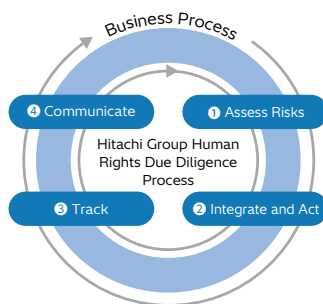 Business Process
❹ Communicate
❶ Assess Risks
Hitachi Group Human
Rights Due Diligence
Process
❸ Track
❷ Integrate and Act